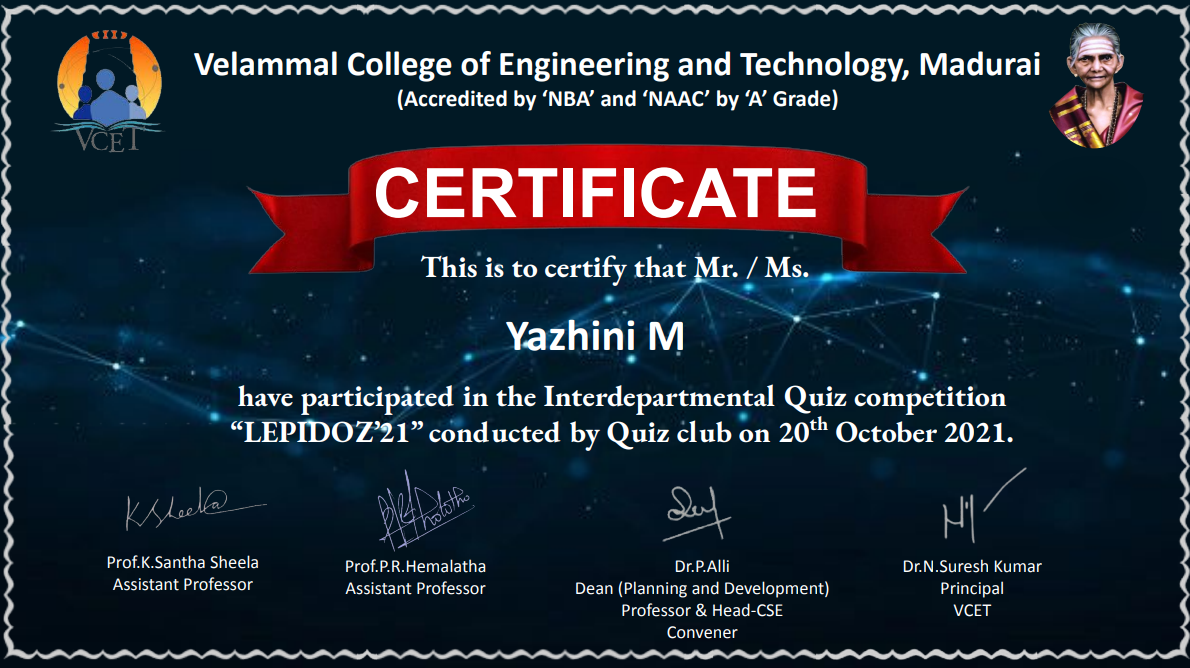 Velammal College of Engineering and Technology, Madurai
(Accredited by ‘NBA’ and ‘NAAC’ by ‘A’ Grade)
VCET
CERTIFICATE
This is to certify that Mr. / Ms.
Yazhini M
have participated in the Interdepartmental Quiz competition
“LEPIDOZ’21” conducted by Quiz club on 20th October 2021.
K Sheela
Prof.K.Santha Sheela
Assistant Professor
Prof.P.R.Hemalatha
Assistant Professor
Dr.P.Alli
Dean (Planning and Development)
Professor & Head-CSE
Convener
Dr.N.Suresh Kumar
Principal
VCET